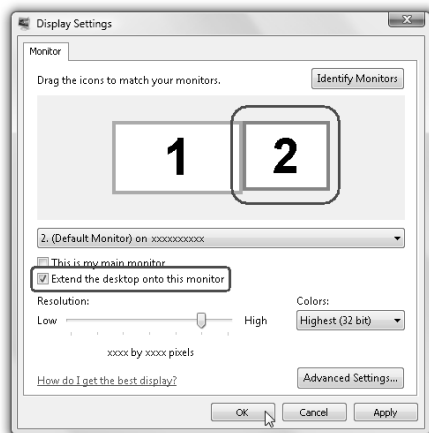 Display Settings
Monitor
Drag the icons to match your monitors.
Identify Monitors
1
2
2. (Default Monitor) on xxxxxxxxxx
This is my main monitor
Extend the desktop onto this monitor
Resolution:
Colors:
Low
High
Highest (32 bit)
xxxx by xxxx pixels
How do I get the best display?
Advanced Settings...
OK
Cancel
Apply